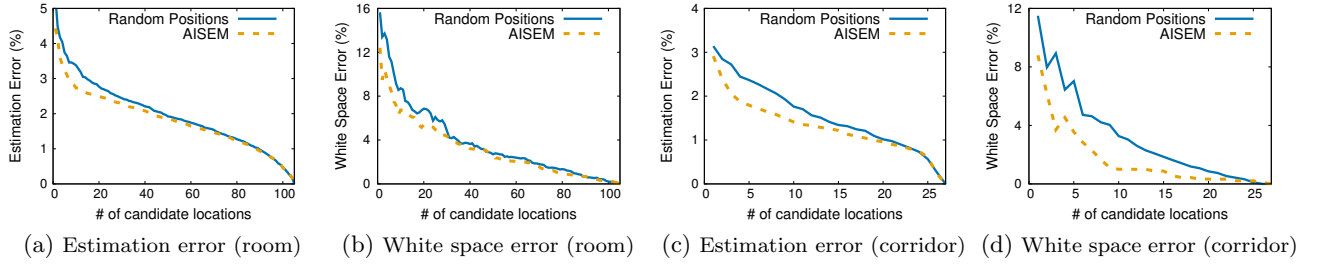 Estimation Error (%)
5
4
3
2
1
0
0 20 40 60 80 100
# of candidate locations
Random Positions
AISEM
(a) Estimation error (room)
White Space Error (%)
16
12
8
4
0
0 20 40 60 80 100
# of candidate locations
Random Positions
AISEM
(b) White space error (room)
Estimation Error (%)
4
3
2
1
0
0 5 10 15 20 25
# of candidate locations
Random Positions
AISEM
(c) Estimation error (corridor)
White Space Error (%)
12
8
4
0
0 5 10 15 20 25
# of candidate locations
Random Positions
AISEM
(d) White space error (corridor)